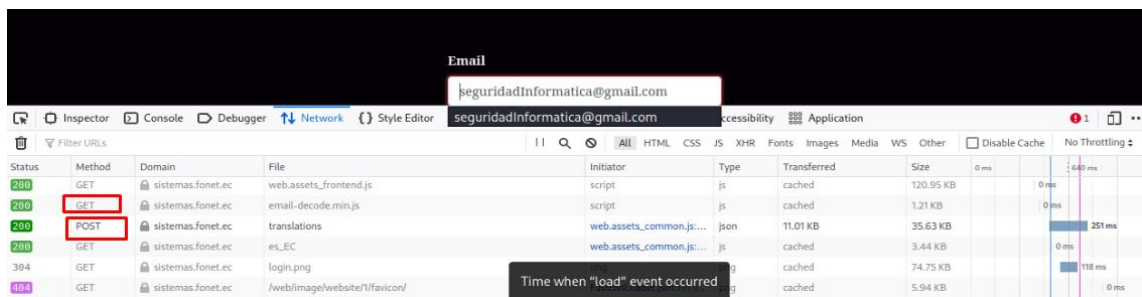 Email
seguridadInformatica@gmail.com
seguridadInformatica@gmail.com
Inspector Console Debugger Network {} Style Editor ccessibility Application 1
Filter URLs All HTML CSS JS XHR Fonts Images Media WS Other Disable Cache No Throttling
Status Method Domain File Initiator Type Transferred Size 0 ms 640 ms
200 GET sistemas.fonet.ec web.assets_frontend.js script js cached 120.95 KB 0 ms
200 GET sistemas.fonet.ec email-decode.min.js script js cached 1.21 KB 0 ms
200 POST sistemas.fonet.ec translations web.assets_common.js:... json 11.01 KB 35.63 KB 251 ms
200 GET sistemas.fonet.ec es_EC web.assets_common.js:... js cached 3.44 KB 0 ms
304 GET sistemas.fonet.ec login.png cached 74.75 KB 118 ms
404 GET sistemas.fonet.ec /web/image/website/1/favicon/ cached 5.94 KB 0 ms
Time when "load" event occurred